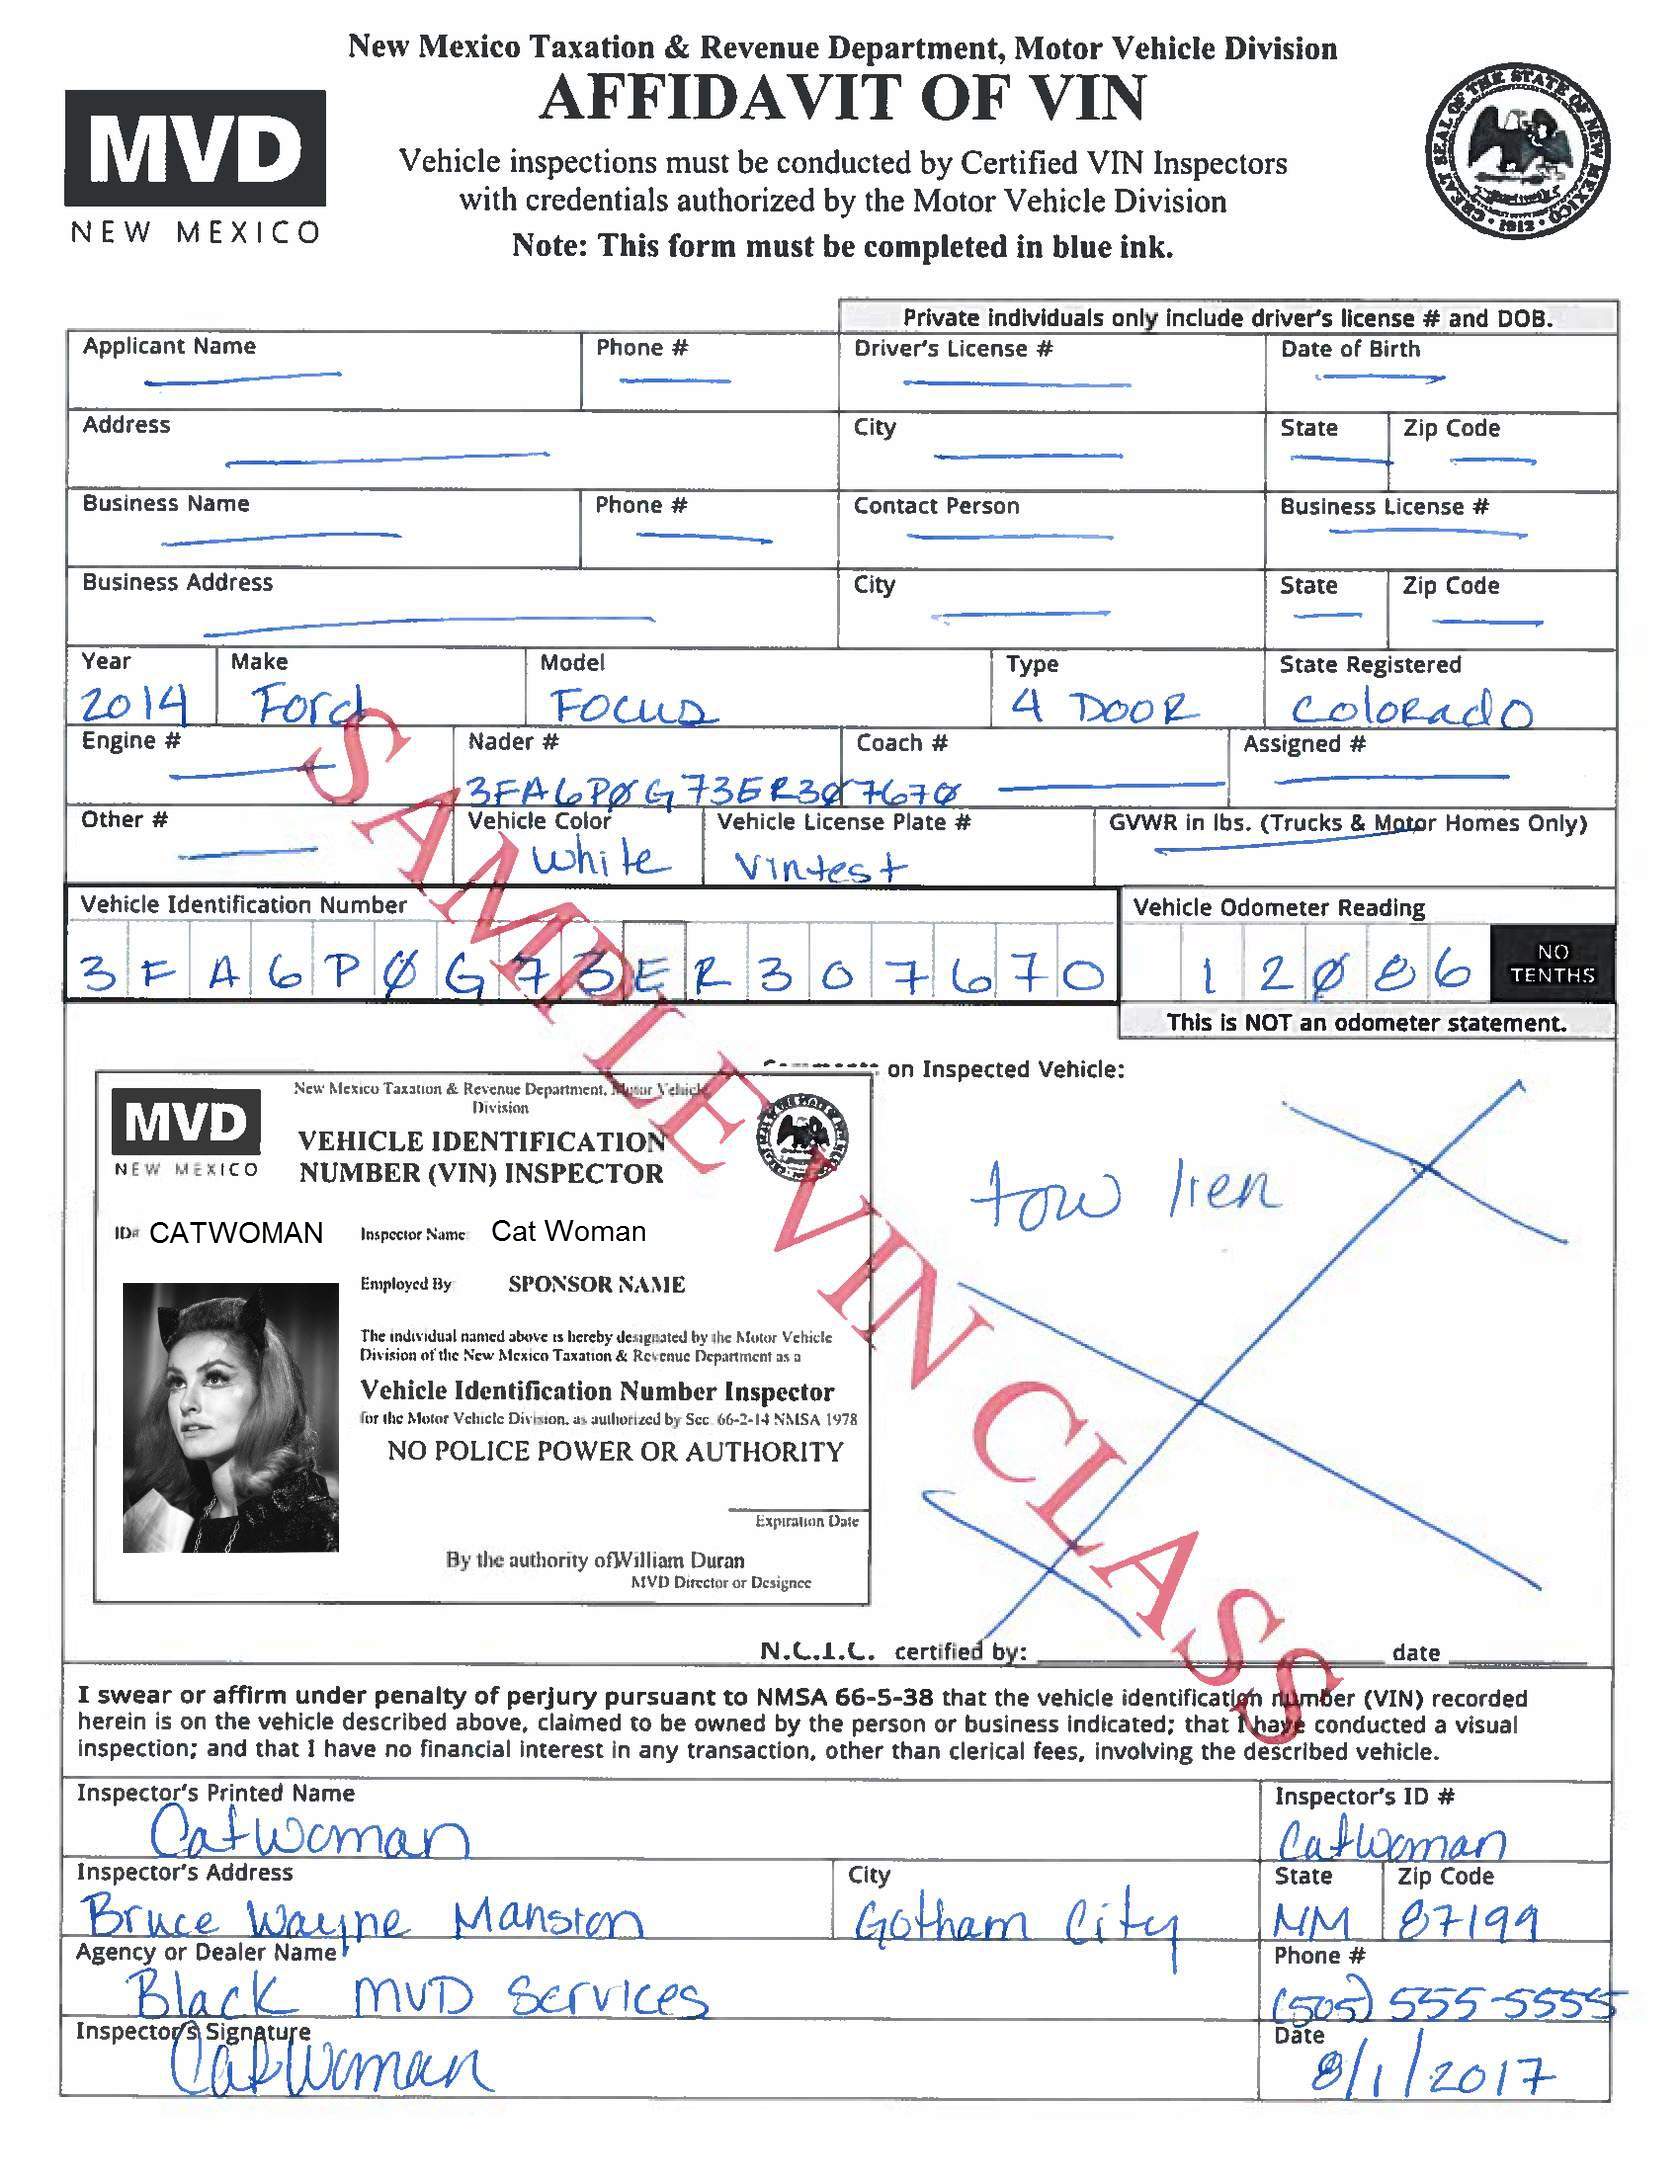 New Mexico Taxation & Revenue Department, Motor Vehicle Division
AFFIDAVIT OF VIN
MVD
NEW MEXICO
Vehicle inspections must be conducted by Certified VIN Inspectors
with credentials authorized by the Motor Vehicle Division
Note: This form must be completed in blue ink.
GREAT SEAL OF THE STATE OF NEW MEXICO
1912
Private individuals only include driver's license # and DOB.
Applicant Name Phone # Driver's License # Date of Birth
Address City State Zip Code
Business Name Phone # Contact Person Business License #
Business Address City State Zip Code
Year Make Model Type State Registered
2014 Ford Focus 4 DOOR Colorado
Engine # Nader # Coach # Assigned #
3FA6P0G73ER307670
Other # Vehicle Color Vehicle License Plate # GVWR in lbs. (Trucks & Motor Homes Only)
white Vintest
Vehicle Identification Number Vehicle Odometer Reading
3 F A 6 P 0 G 7 3 E R 3 0 7 6 7 0 1 2 0 8 6 NO TENTHS
This is NOT an odometer statement.
on Inspected Vehicle:
tow lien
MVD
NEW MEXICO
New Mexico Taxation & Revenue Department, Motor Vehicle
Division
VEHICLE IDENTIFICATION
NUMBER (VIN) INSPECTOR
ID# CATWOMAN Inspector Name Cat Woman
Employed By SPONSOR NAME
The individual named above is hereby designated by the Motor Vehicle
Division of the New Mexico Taxation & Revenue Department as a
Vehicle Identification Number Inspector
for the Motor Vehicle Division, as authorized by Sec. 66-2-14 NMSA 1978
NO POLICE POWER OR AUTHORITY
Expiration Date
By the authority of William Duran
MVD Director or Designee
N.C.I.C. certified by: date
SAMPLE VIN CLASS
I swear or affirm under penalty of perjury pursuant to NMSA 66-5-38 that the vehicle identification number (VIN) recorded
herein is on the vehicle described above, claimed to be owned by the person or business indicated; that I have conducted a visual
inspection; and that I have no financial interest in any transaction, other than clerical fees, involving the described vehicle.
Inspector's Printed Name Inspector's ID #
Catwoman Catwoman
Inspector's Address City State Zip Code
Bruce Wayne Mansion Gotham City NM 87199
Agency or Dealer Name Phone #
Black MVD Services (505) 555-5555
Inspector's Signature Date
Catwoman 8/1/2017